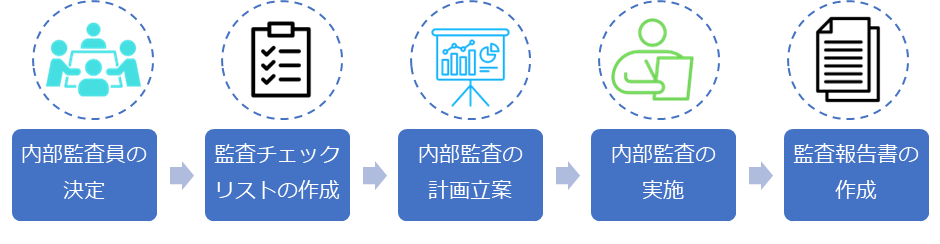 内部監査員の
決定
監査チェック
リストの作成
内部監査の
計画立案
内部監査の
実施
監査報告書の
作成